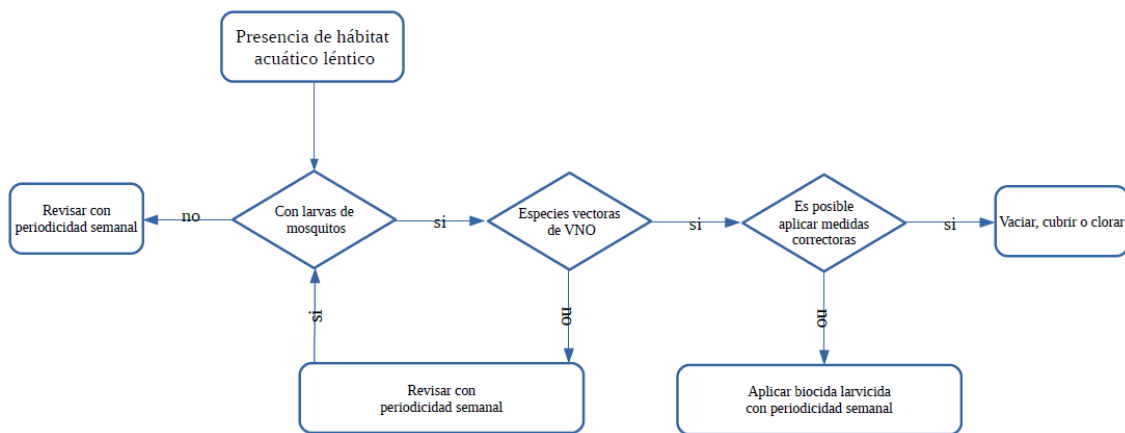 Presencia de hábitat
acuático léntico
Revisar con
periodicidad semanal
no
Con larvas de
mosquitos
si
Especies vectoras
de VNO
si
Es posible
aplicar medidas
correctoras
si
Vaciar, cubrir o clorar
si
no
no
Revisar con
periodicidad semanal
Aplicar biocida larvicida
con periodicidad semanal